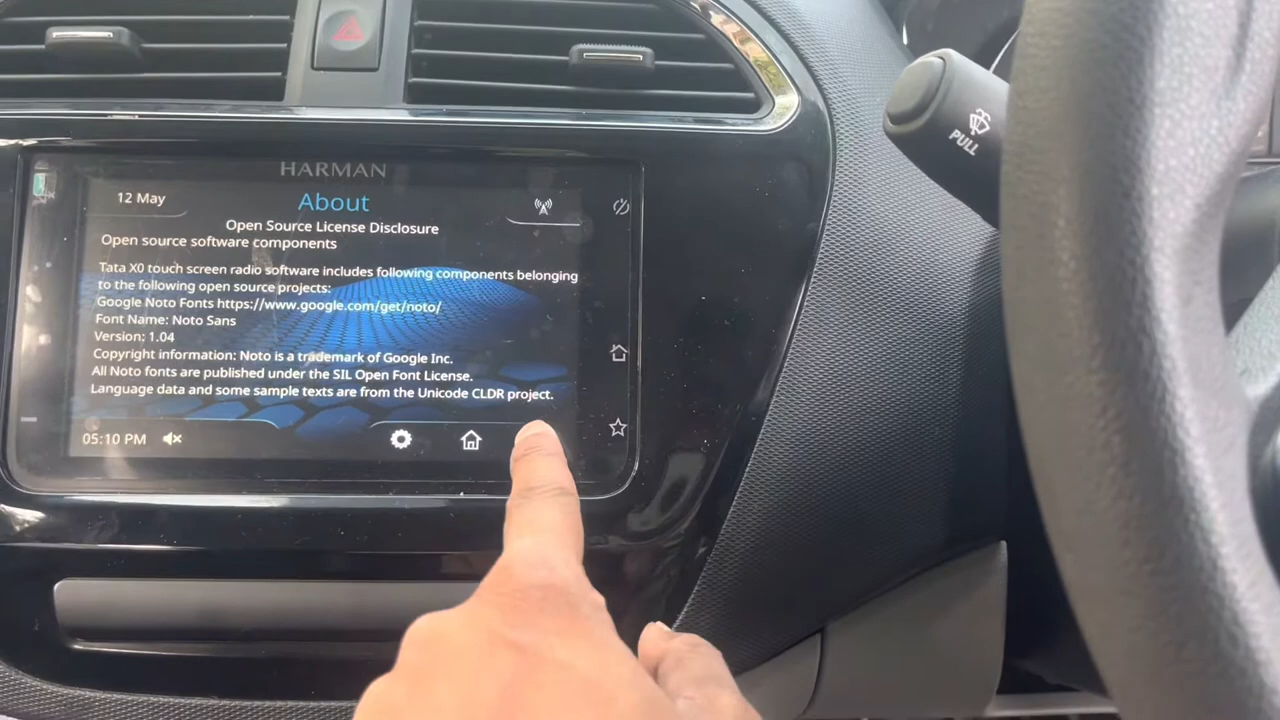 HARMAN
12 May
About
Open Source License Disclosure
Open source software components
Tata X0 touch screen radio software includes following components belonging
to the following open source projects:
Google Noto Fonts https://www.google.com/get/noto/
Font Name: Noto Sans
Version: 1.04
Copyright information: Noto is a trademark of Google Inc.
All Noto fonts are published under the SIL Open Font License.
Language data and some sample texts are from the Unicode CLDR project.
05:10 PM
PULL